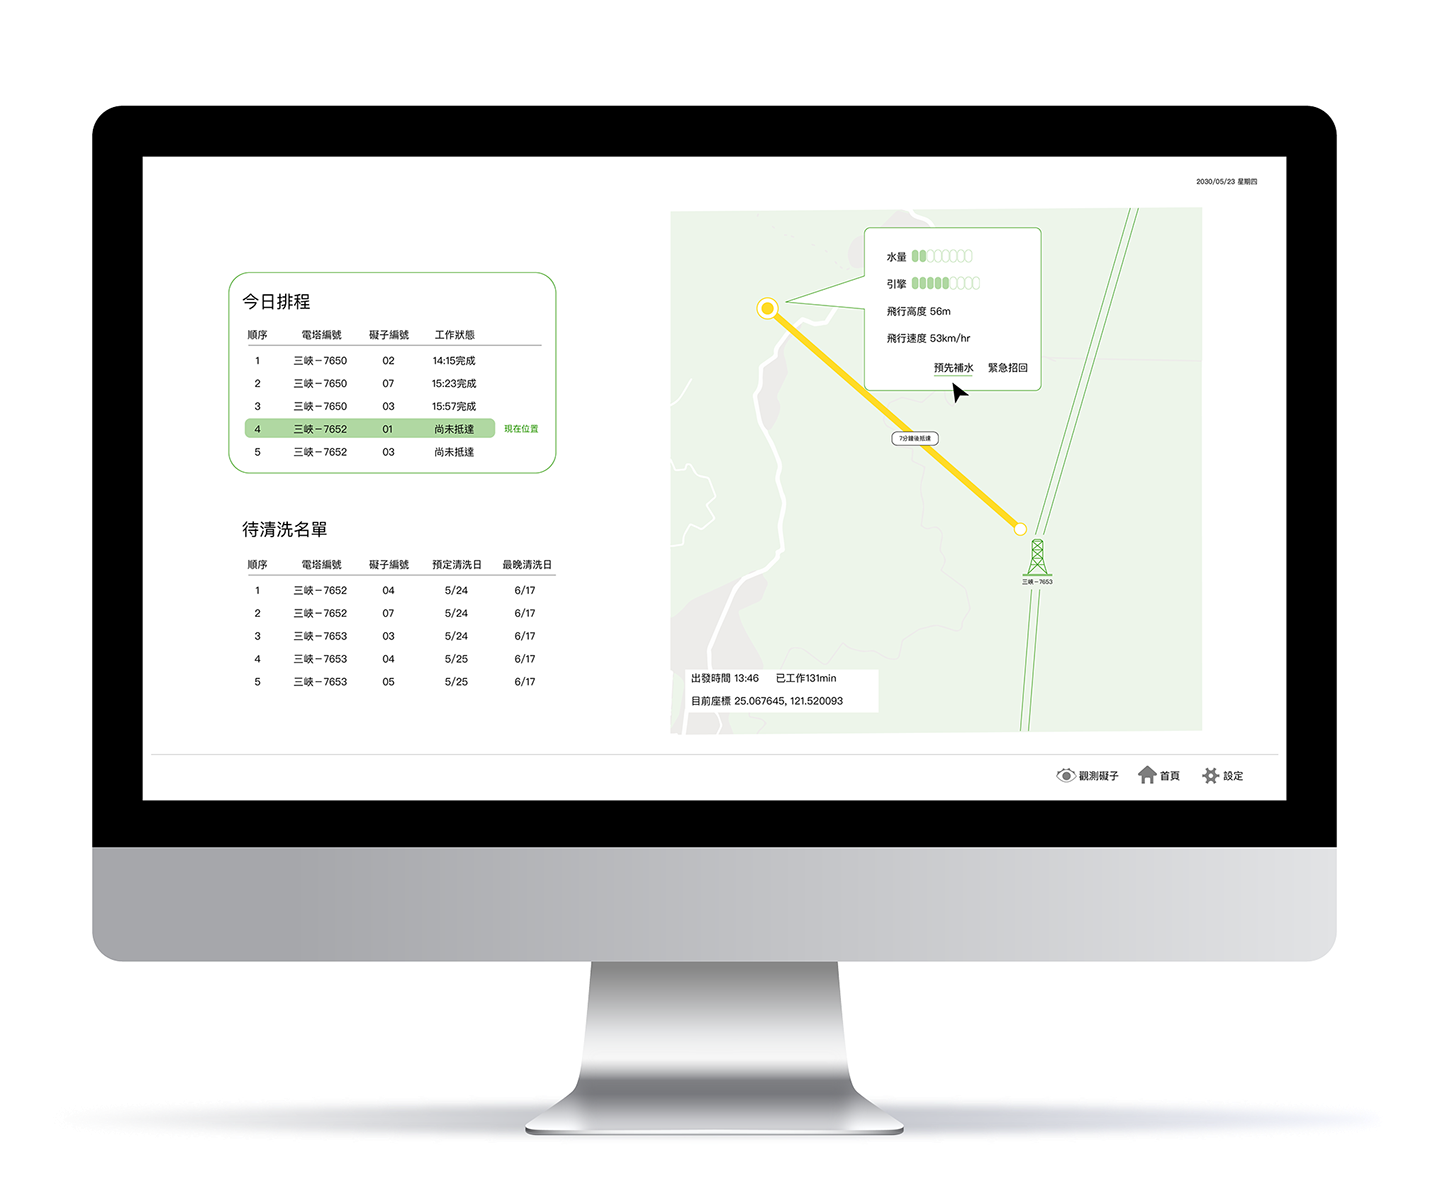 2030/05/23 星期四
今日排程
順序 電塔編號 礙子編號 工作狀態
1 三峽－7650 02 14:15完成
2 三峽－7650 07 15:23完成
3 三峽－7650 03 15:57完成
4 三峽－7652 01 尚未抵達 現在位置
5 三峽－7652 03 尚未抵達
待清洗名單
順序 電塔編號 礙子編號 預定清洗日 最晚清洗日
1 三峽－7652 04 5/24 6/17
2 三峽－7652 07 5/24 6/17
3 三峽－7653 03 5/24 6/17
4 三峽－7653 04 5/25 6/17
5 三峽－7653 05 5/25 6/17
水量
引擎
飛行高度 56m
飛行速度 53km/hr
預先補水 緊急招回
7分鐘後抵達
三峽－7653
出發時間 13:46 已工作131min
目前座標 25.067645, 121.520093
觀測礙子 首頁 設定